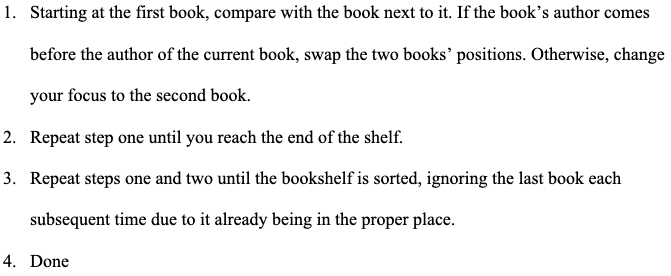 1. Starting at the first book, compare with the book next to it. If the book’s author comes
before the author of the current book, swap the two books’ positions. Otherwise, change
your focus to the second book.
2. Repeat step one until you reach the end of the shelf.
3. Repeat steps one and two until the bookshelf is sorted, ignoring the last book each
subsequent time due to it already being in the proper place.
4. Done